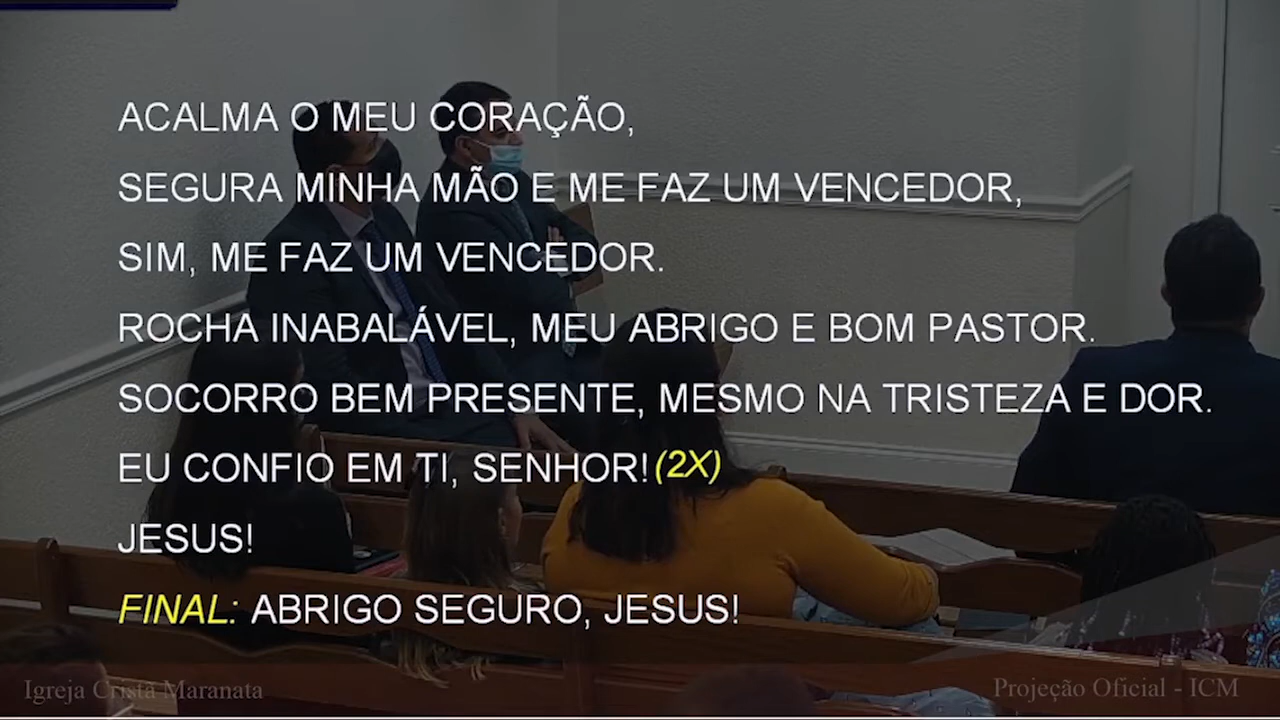 ACALMA O MEU CORAÇÃO,
SEGURA MINHA MÃO E ME FAZ UM VENCEDOR,
SIM, ME FAZ UM VENCEDOR.
ROCHA INABALÁVEL, MEU ABRIGO E BOM PASTOR.
SOCORRO BEM PRESENTE, MESMO NA TRISTEZA E DOR.
EU CONFIO EM TI, SENHOR! (2X)
JESUS!
FINAL: ABRIGO SEGURO, JESUS!
Igreja Cristã Maranata
Projeção Oficial - ICM